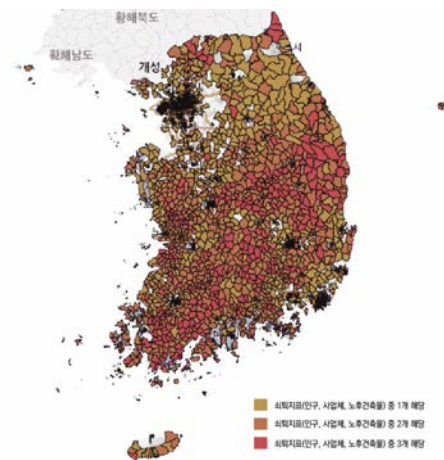 황해북도
황해남도
시
개성
쇠퇴지표(인구, 사업체, 노후건축물) 중 1개 해당
쇠퇴지표(인구, 사업체, 노후건축물) 중 2개 해당
쇠퇴지표(인구, 사업체, 노후건축물) 중 3개 해당